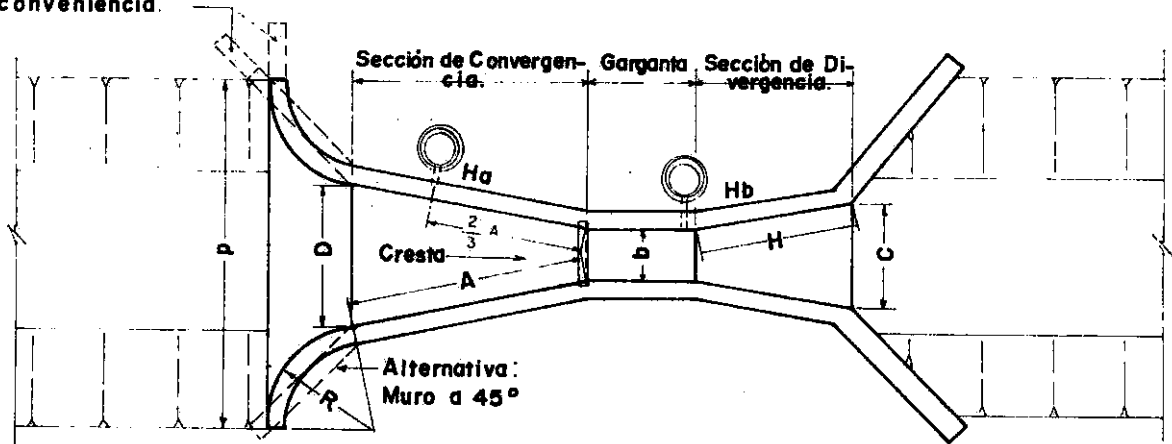 conveniencia.
Sección de Convergen-
cia.
Garganta
Sección de Di-
vergencia.
Ha
Hb
2/3 A
Cresta
A
P
D
b
H
C
R
Alternativa:
Muro a 45°